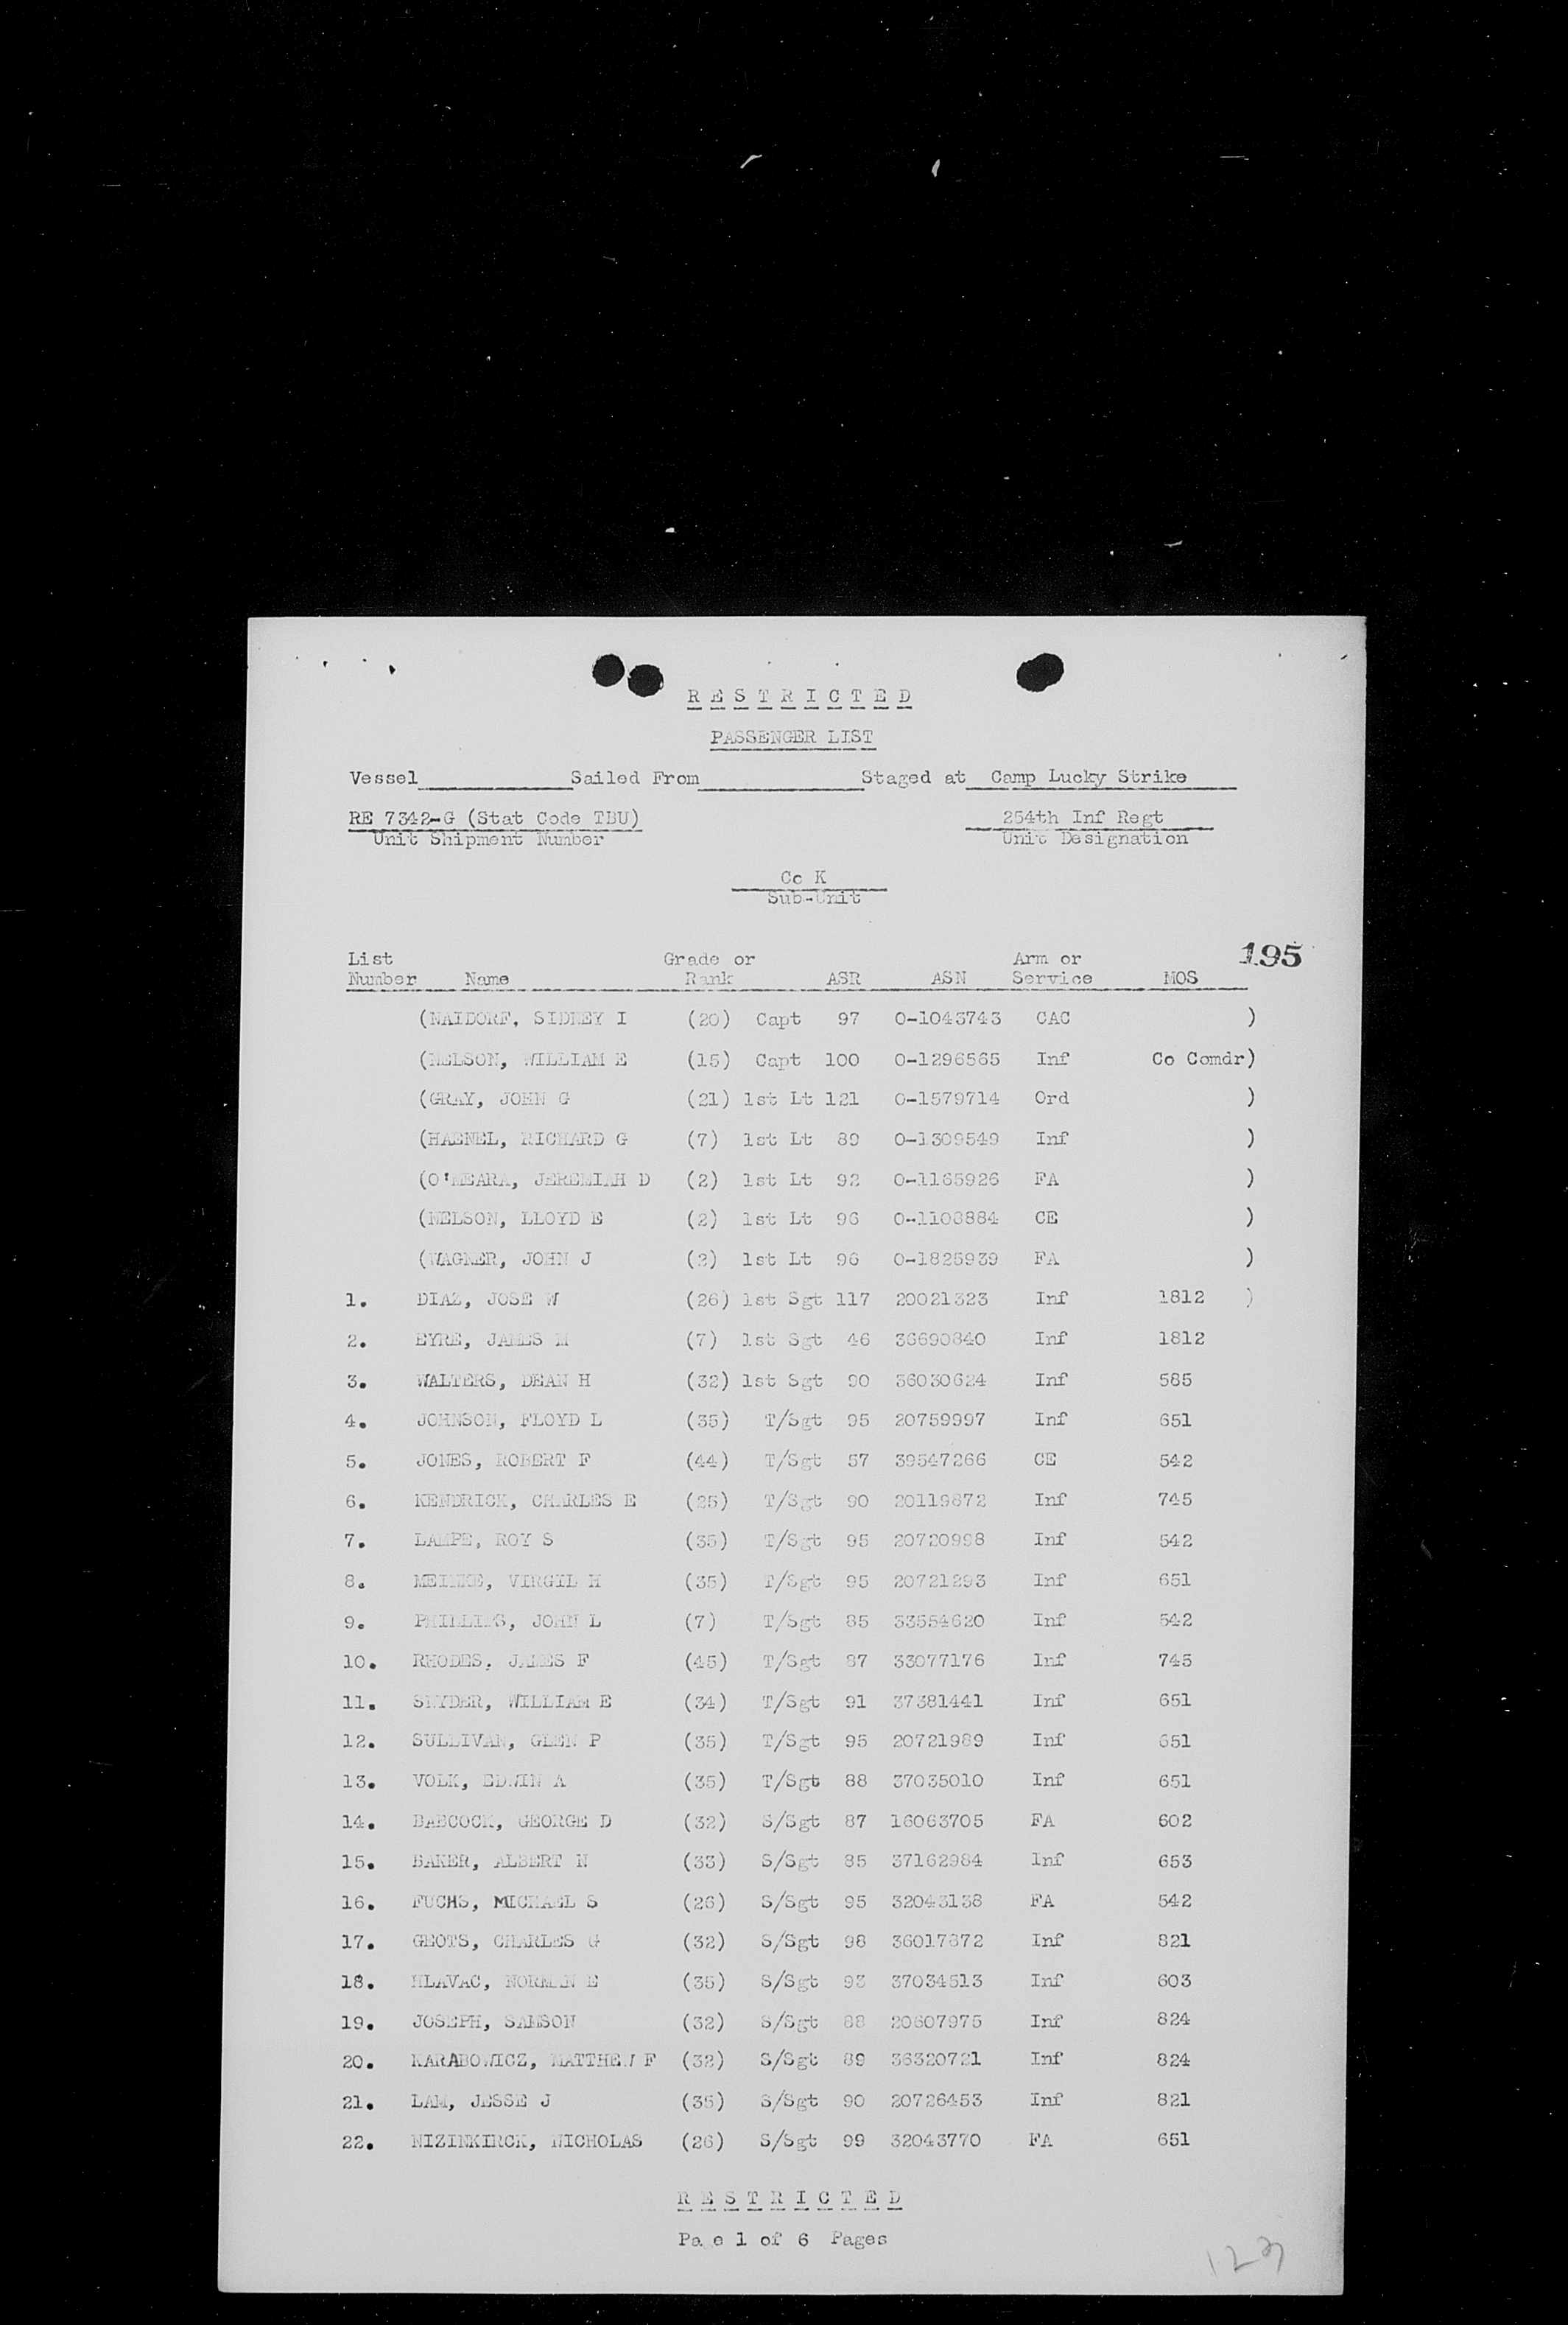 R E S T R I C T E D
PASSENGER LIST
Vessel Sailed From Staged at Camp Lucky Strike
RE 7342-G (Stat Code TBU) 254th Inf Regt
Unit Shipment Number Unit Designation
Co K
Sub-Unit
195
List Grade or Arm or
Number Name Rank ASR ASN Service MOS
(NAIDORF, SIDNEY I (20) Capt 97 O-1043743 CAC )
(NELSON, WILLIAM E (15) Capt 100 O-1296565 Inf Co Comdr)
(GRAY, JOHN G (21) 1st Lt 121 O-1579714 Ord )
(HAENEL, RICHARD G (7) 1st Lt 89 O-1309549 Inf )
(O'MEARA, JEREMIAH D (2) 1st Lt 92 O-1165926 FA )
(NELSON, LLOYD E (2) 1st Lt 96 CE )
(WAGNER, JOHN J 1st Lt 96 O-1825939 FA )
1. DIAZ, JOSE W (26) 1st Sgt 117 20021323 Inf 1812 )
2. EYRE, JAMES M (7) 1st Sgt 46 36690840 Inf 1812
3. WALTERS, DEAN H (32) 1st Sgt 90 36030624 Inf 585
4. JOHNSON, FLOYD L (35) T/Sgt 95 20759997 Inf 651
5. JONES, ROBERT F (44) T/Sgt 57 39547266 CE 542
6. KENDRICK, CHARLES E (25) T/Sgt 90 20119872 Inf 745
7. LAMPE, ROY S (35) T/Sgt 95 20720998 Inf 542
8. VIRGIL H (35) T/Sgt 95 20721293 Inf 651
9. PHILLIPS, JOHN L (7) T/Sgt 85 33554620 Inf 542
10. RHODES, JAMES F (45) T/Sgt 87 33077176 Inf 745
11. SNYDER, WILLIAM E (34) T/Sgt 91 37381441 Inf 651
12. SULLIVAN, GLEN P (35) T/Sgt 95 20721989 Inf 651
13. VOLK, EDWIN A (35) T/Sgt 88 37035010 Inf 651
14. BABCOCK, GEORGE D (32) S/Sgt 87 16063705 FA 602
15. BAKER, ALBERT N (33) S/Sgt 85 37162984 Inf 653
16. FUCHS, MICHAEL S (26) S/Sgt 95 32043138 FA 542
17. GEOTS, CHARLES G (32) S/Sgt 98 36017872 Inf 821
18. HLAVAC, NORMAN E (35) S/Sgt 93 37034513 Inf 603
19. JOSEPH, SAMSON (32) S/Sgt 88 20607975 Inf 824
20. KARABOWICZ, MATTHEW F (32) S/Sgt 89 36320721 Inf 824
21. LAM, JESSE J (35) S/Sgt 90 20726453 Inf 821
22. NIZINKIRCK, NICHOLAS (26) S/Sgt 99 32043770 FA 651
R E S T R I C T E D
Pa e 1 of 6 Pages